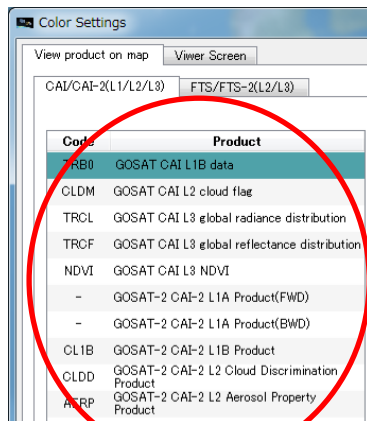 Color Settings
View product on map Viwer Screen
CAI/CAI-2(L1/L2/L3) FTS/FTS-2(L2/L3)
Code Product
TRB0 GOSAT CAI L1B data
CLDM GOSAT CAI L2 cloud flag
TRCL GOSAT CAI L3 global radiance distribution
TRCF GOSAT CAI L3 global reflectance distribution
NDVI GOSAT CAI L3 NDVI
- GOSAT-2 CAI-2 L1A Product(FWD)
- GOSAT-2 CAI-2 L1A Product(BWD)
CL1B GOSAT-2 CAI-2 L1B Product
CLDD GOSAT-2 CAI-2 L2 Cloud Discrimination
Product
AERP GOSAT-2 CAI-2 L2 Aerosol Property
Product